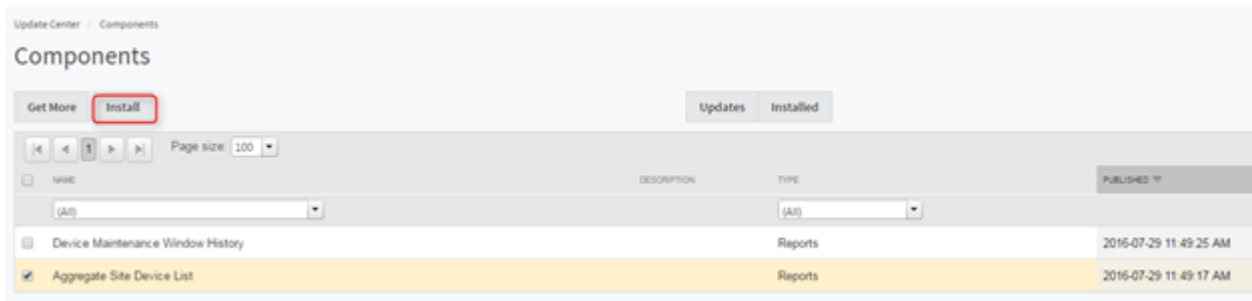 Update Center / Components
Components
Get More Install Updates Installed
1 Page size: 100
NAME DESCRIPTION TYPE PUBLISHED
(All) (All)
Device Maintenance Window History Reports 2016-07-29 11:49:25 AM
Aggregate Site Device List Reports 2016-07-29 11:49:17 AM